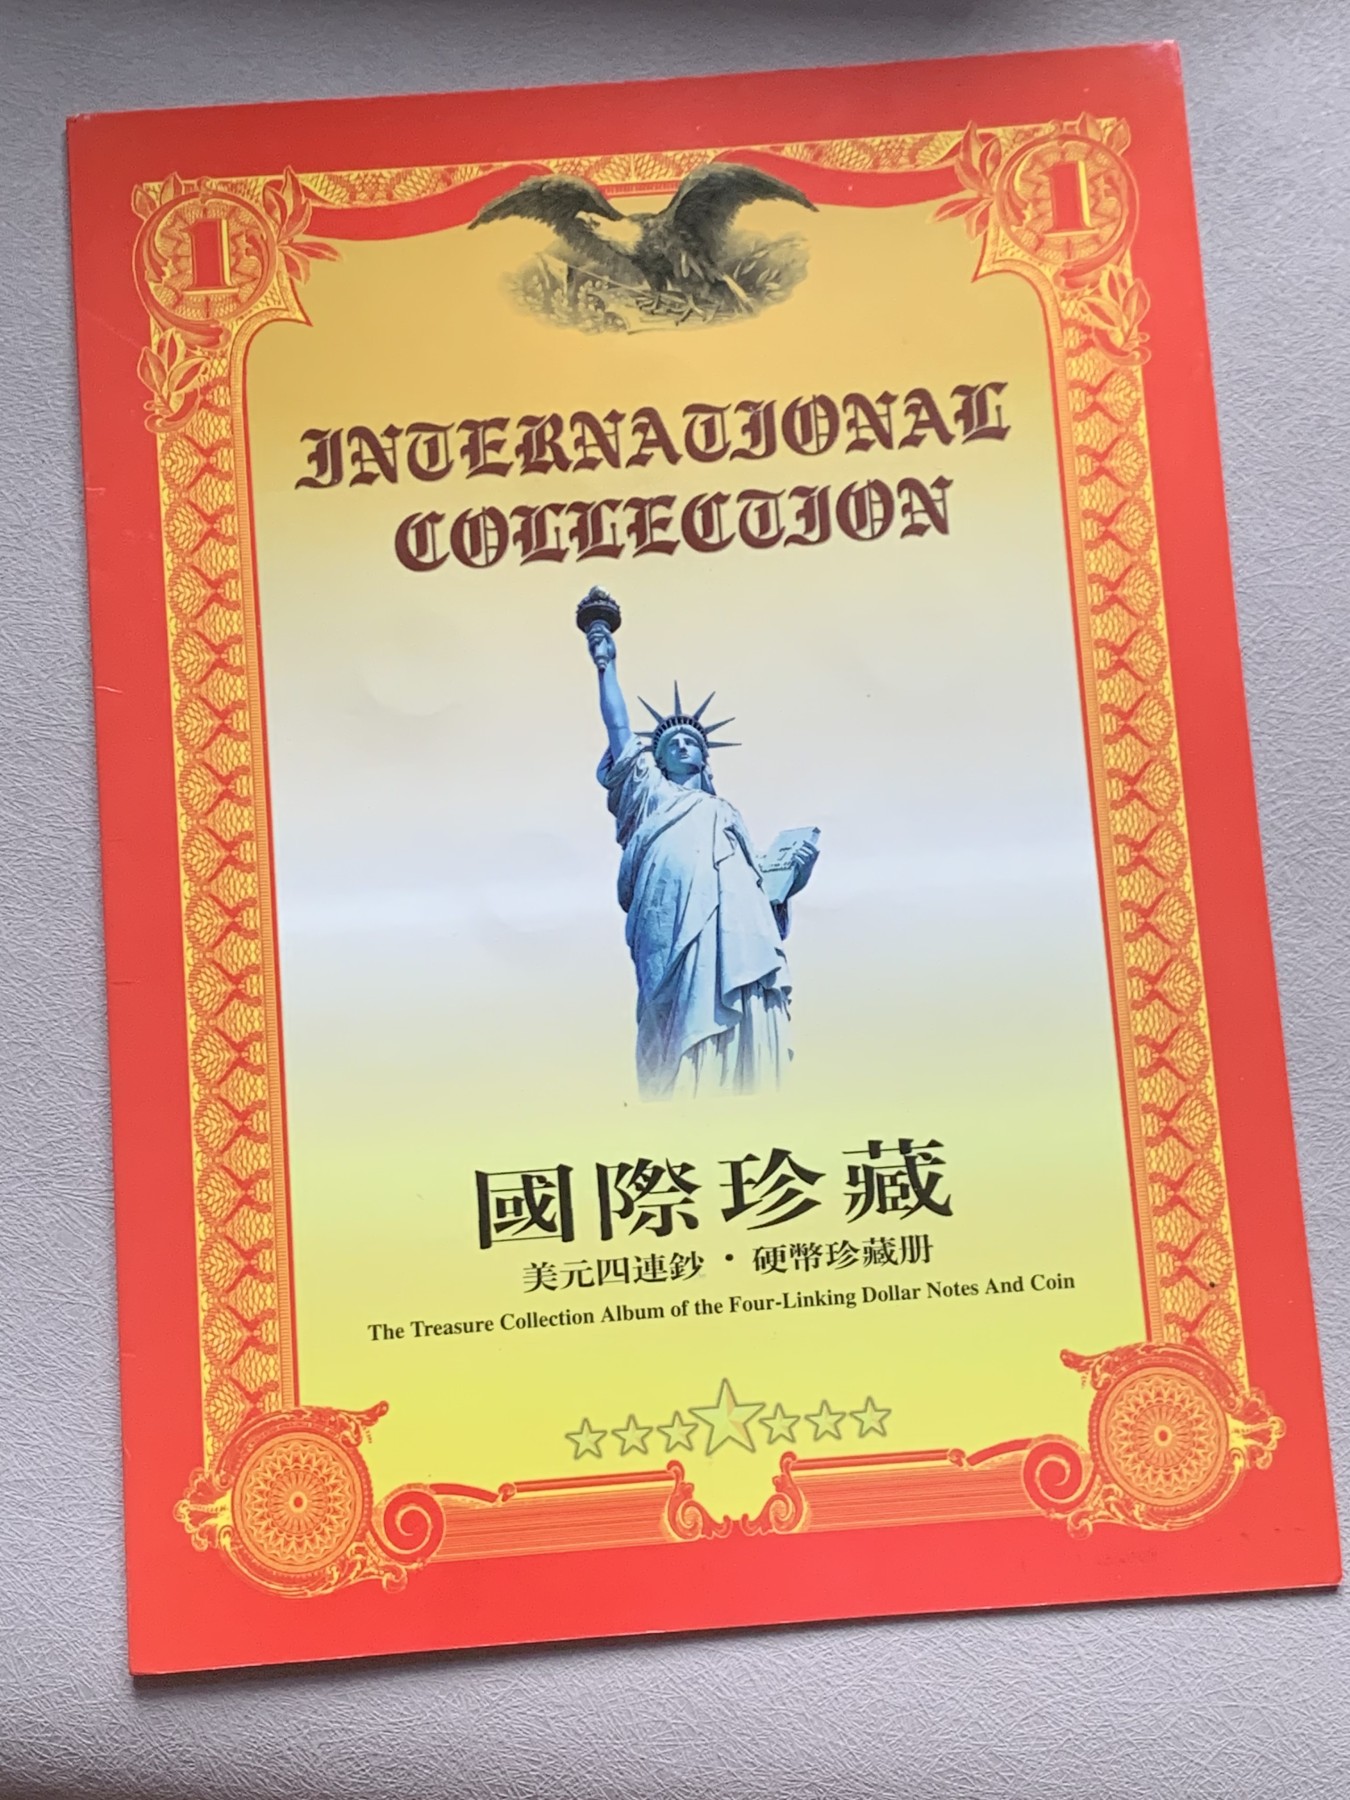 1 1
INTERNATIONAL
COLLECTION
國際珍藏
美元四連鈔・硬幣珍藏册
The Treasure Collection Album of the Four-Linking Dollar Notes And Coin